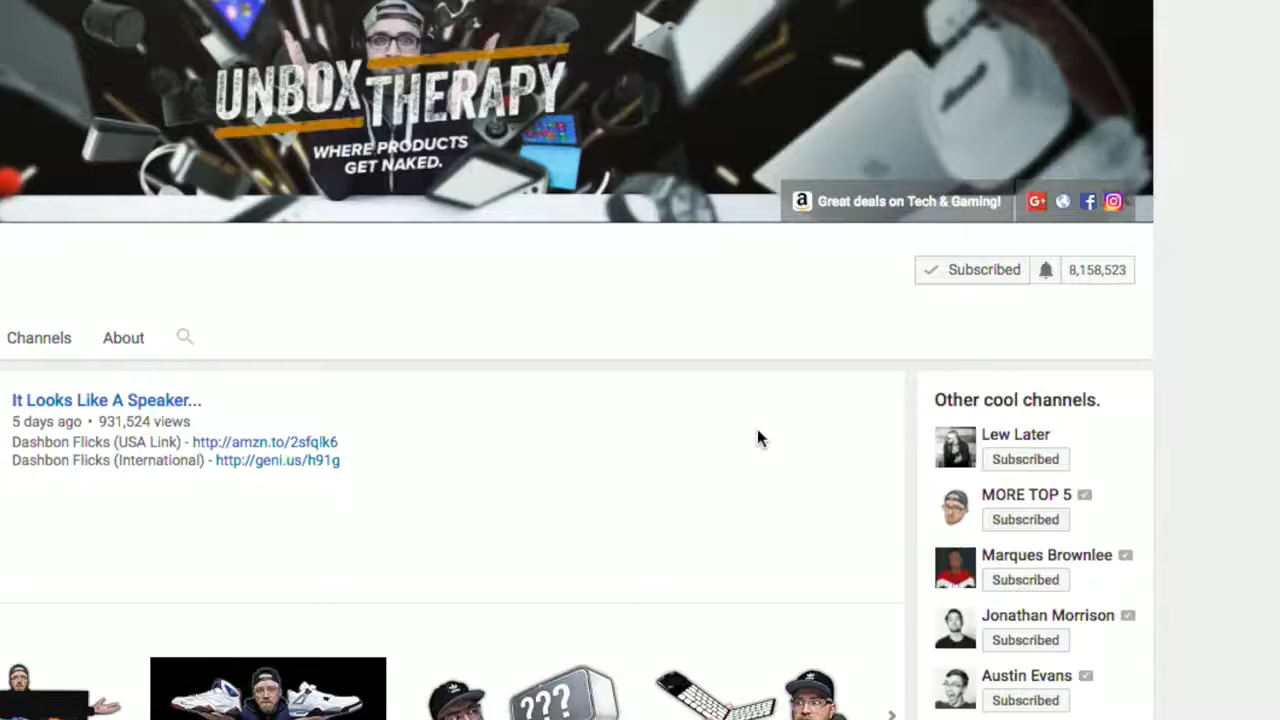 UNBOX THERAPY
WHERE PRODUCTS
GET NAKED.
a Great deals on Tech & Gaming!
G+
f
Subscribed
8,158,523
Channels
About
It Looks Like A Speaker...
5 days ago • 931,524 views
Dashbon Flicks (USA Link) - http://amzn.to/2sfqlk6
Dashbon Flicks (International) - http://geni.us/h91g
Other cool channels.
Lew Later
Subscribed
MORE TOP 5
Subscribed
Marques Brownlee
Subscribed
Jonathan Morrison
Subscribed
Austin Evans
Subscribed
???